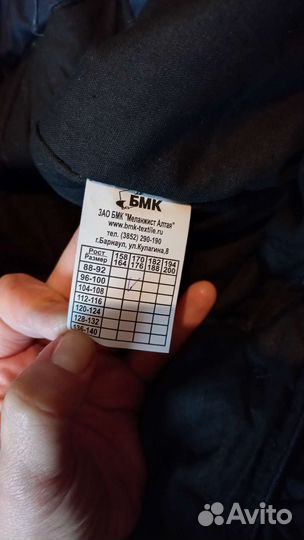 БМК
ЗАО БМК "Меланжист Алтая"
www.bmk-textile.ru
тел. (3852) 290-190
г.Барнаул, ул.Кулагина,8
Рост 158 170 182 194
Размер 164 176 188 200
88-92
96-100
104-108
112-116
120-124
128-132
136-140
Avito